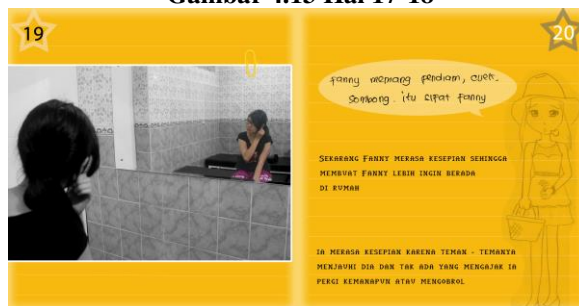 Gambar 4.15 Hal 17-18
19
20
Fanny memang pendiam, cuek,
sombong. itu sifat Fanny
SEKARANG FANNY MERASA KESEPIAN SEHINGGA
MEMBUAT FANNY LEBIH INGIN BERADA
DI RUMAH
IA MERASA KESEPIAN KARENA TEMAN - TEMANYA
MENJAUHI DIA DAN TAK ADA YANG MENGAJAK IA
PERGI KEMANAPUN ATAU MENGOBROL